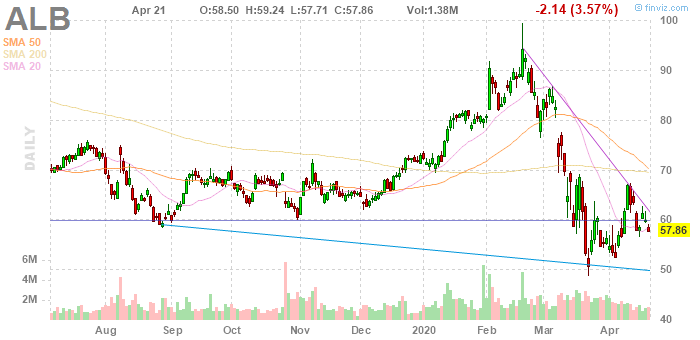 ALB
Apr 21
O:58.50 H:59.24 L:57.71 C:57.86 Vol:1.38M
-2.14 (3.57%)
© finviz.com
SMA 50
SMA 200
SMA 20
DAILY
100
90
80
70
60
57.86
50
40
6M
4M
2M
Aug Sep Oct Nov Dec 2020 Feb Mar Apr